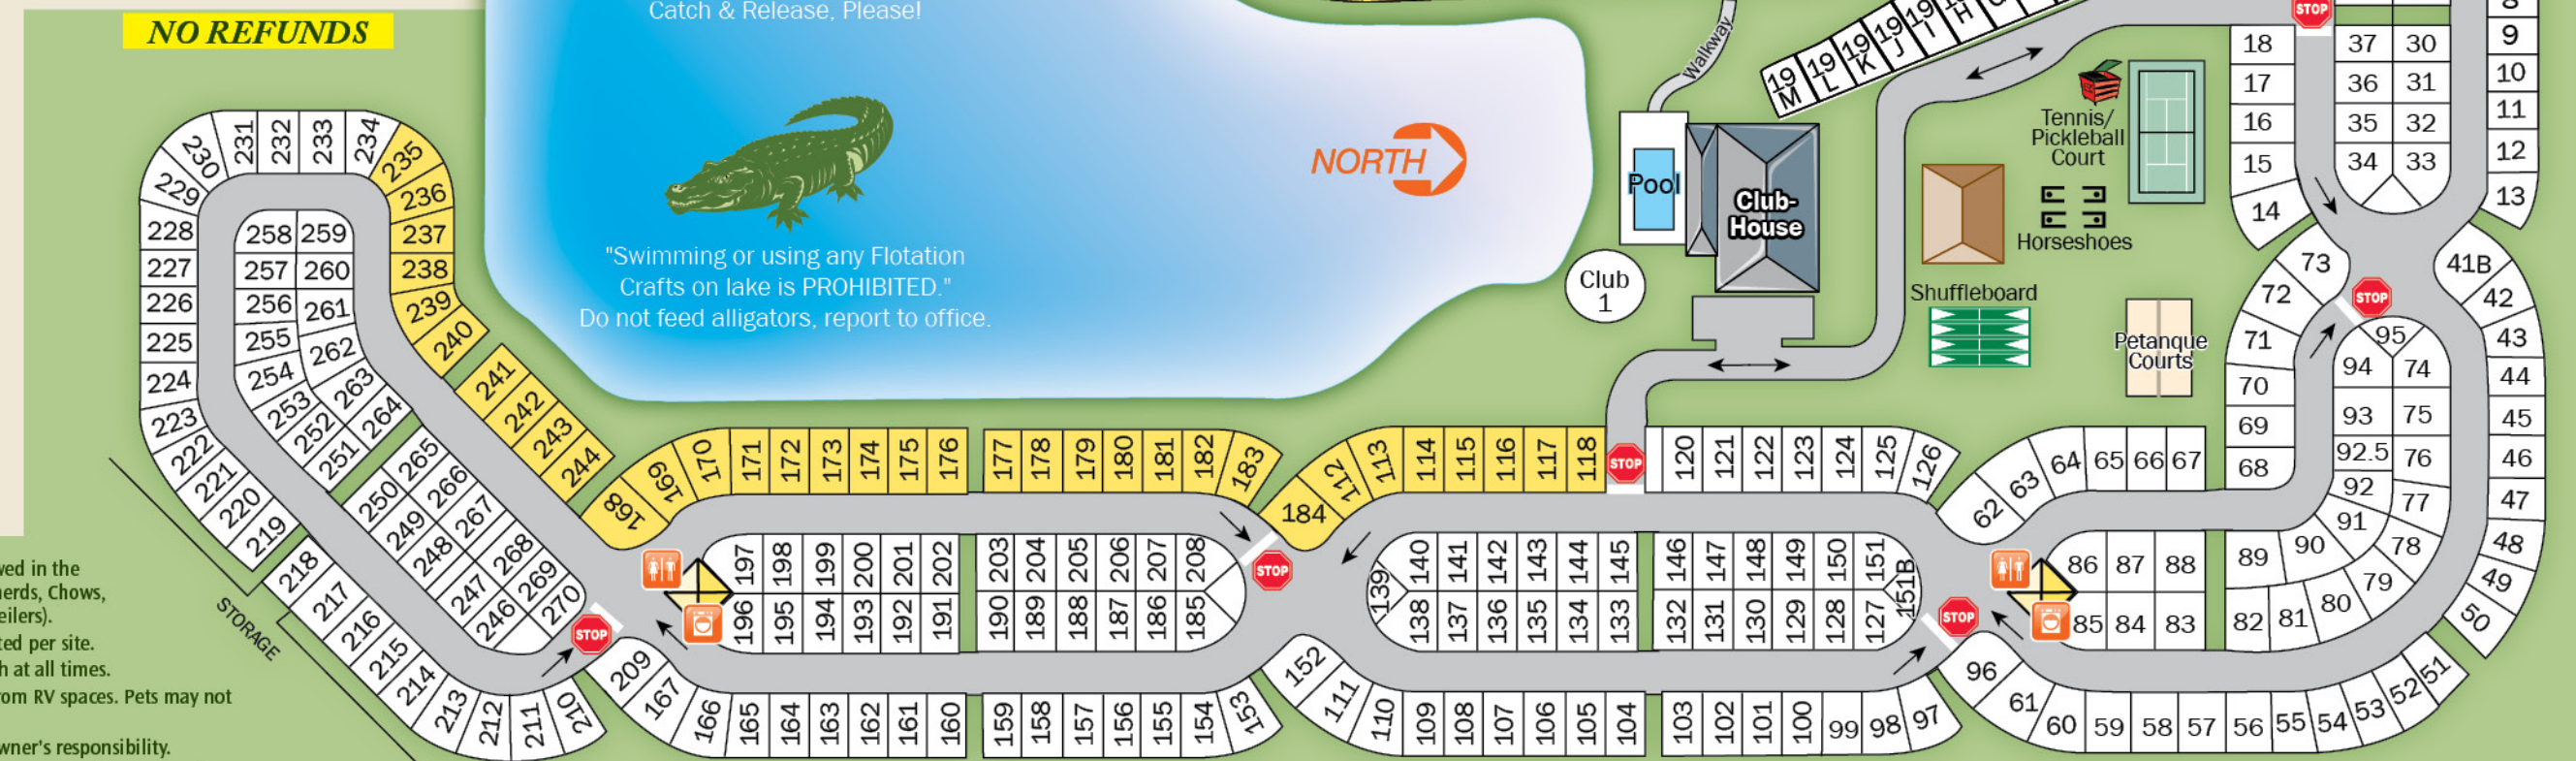 NO REFUNDS
Catch & Release, Please!
"Swimming or using any Flotation
Crafts on lake is PROHIBITED."
Do not feed alligators, report to office.
NORTH
Walkway
Pool
Club-
House
Club
1
19 M
19 L
19 K
19 J
19 I
H
STOP
Tennis/
Pickleball
Court
Horseshoes
Shuffleboard
Petanque
Courts
18 37 30 9
17 36 31 10
16 35 32 11
15 34 33 12
14 13
73 41B
STOP
72 42
71 95 43
70 94 74 44
69 93 75 45
68 92.5 76 46
92 77 47
91 78 48
90 79 49
89 80 50
82 81
231 232 233 234 235
230 236
229 237
228 258 259 238
227 257 260 239
226 256 261 240
225 255 262
224 254 263
223 253 264
222 252
221 251
220
219
241 242 243 244
250 265
249 266
248 267
247 268
246 269
270
STORAGE
218 217 216 215 214 213 212 211 210
STOP
209 167 166 165 164 163 162 161 160
159 158 157 156 155 154 153
168 169 170 171 172 173 174 175 176
177 178 179 180 181 182 183
197 198 199 200 201 202
196 195 194 193 192 191
203 204 205 206 207 208
190 189 188 187 186 185
STOP
184 112 113 114 115 116 117 118
STOP
120 121 122 123 124 125 126
139 140 141 142 143 144 145
138 137 136 135 134 133
146 147 148 149 150 151 151B
132 131 130 129 128 127
STOP
152 111 110 109 108 107 106 105 104
103 102 101 100 99 98 97
62 63 64 65 66 67
86 87 88
85 84 83
96 61 60 59 58 57 56 55 54 53 52 51
wed in the
herds, Chows,
eilers).
ted per site.
h at all times.
rom RV spaces. Pets may not
wner's responsibility.